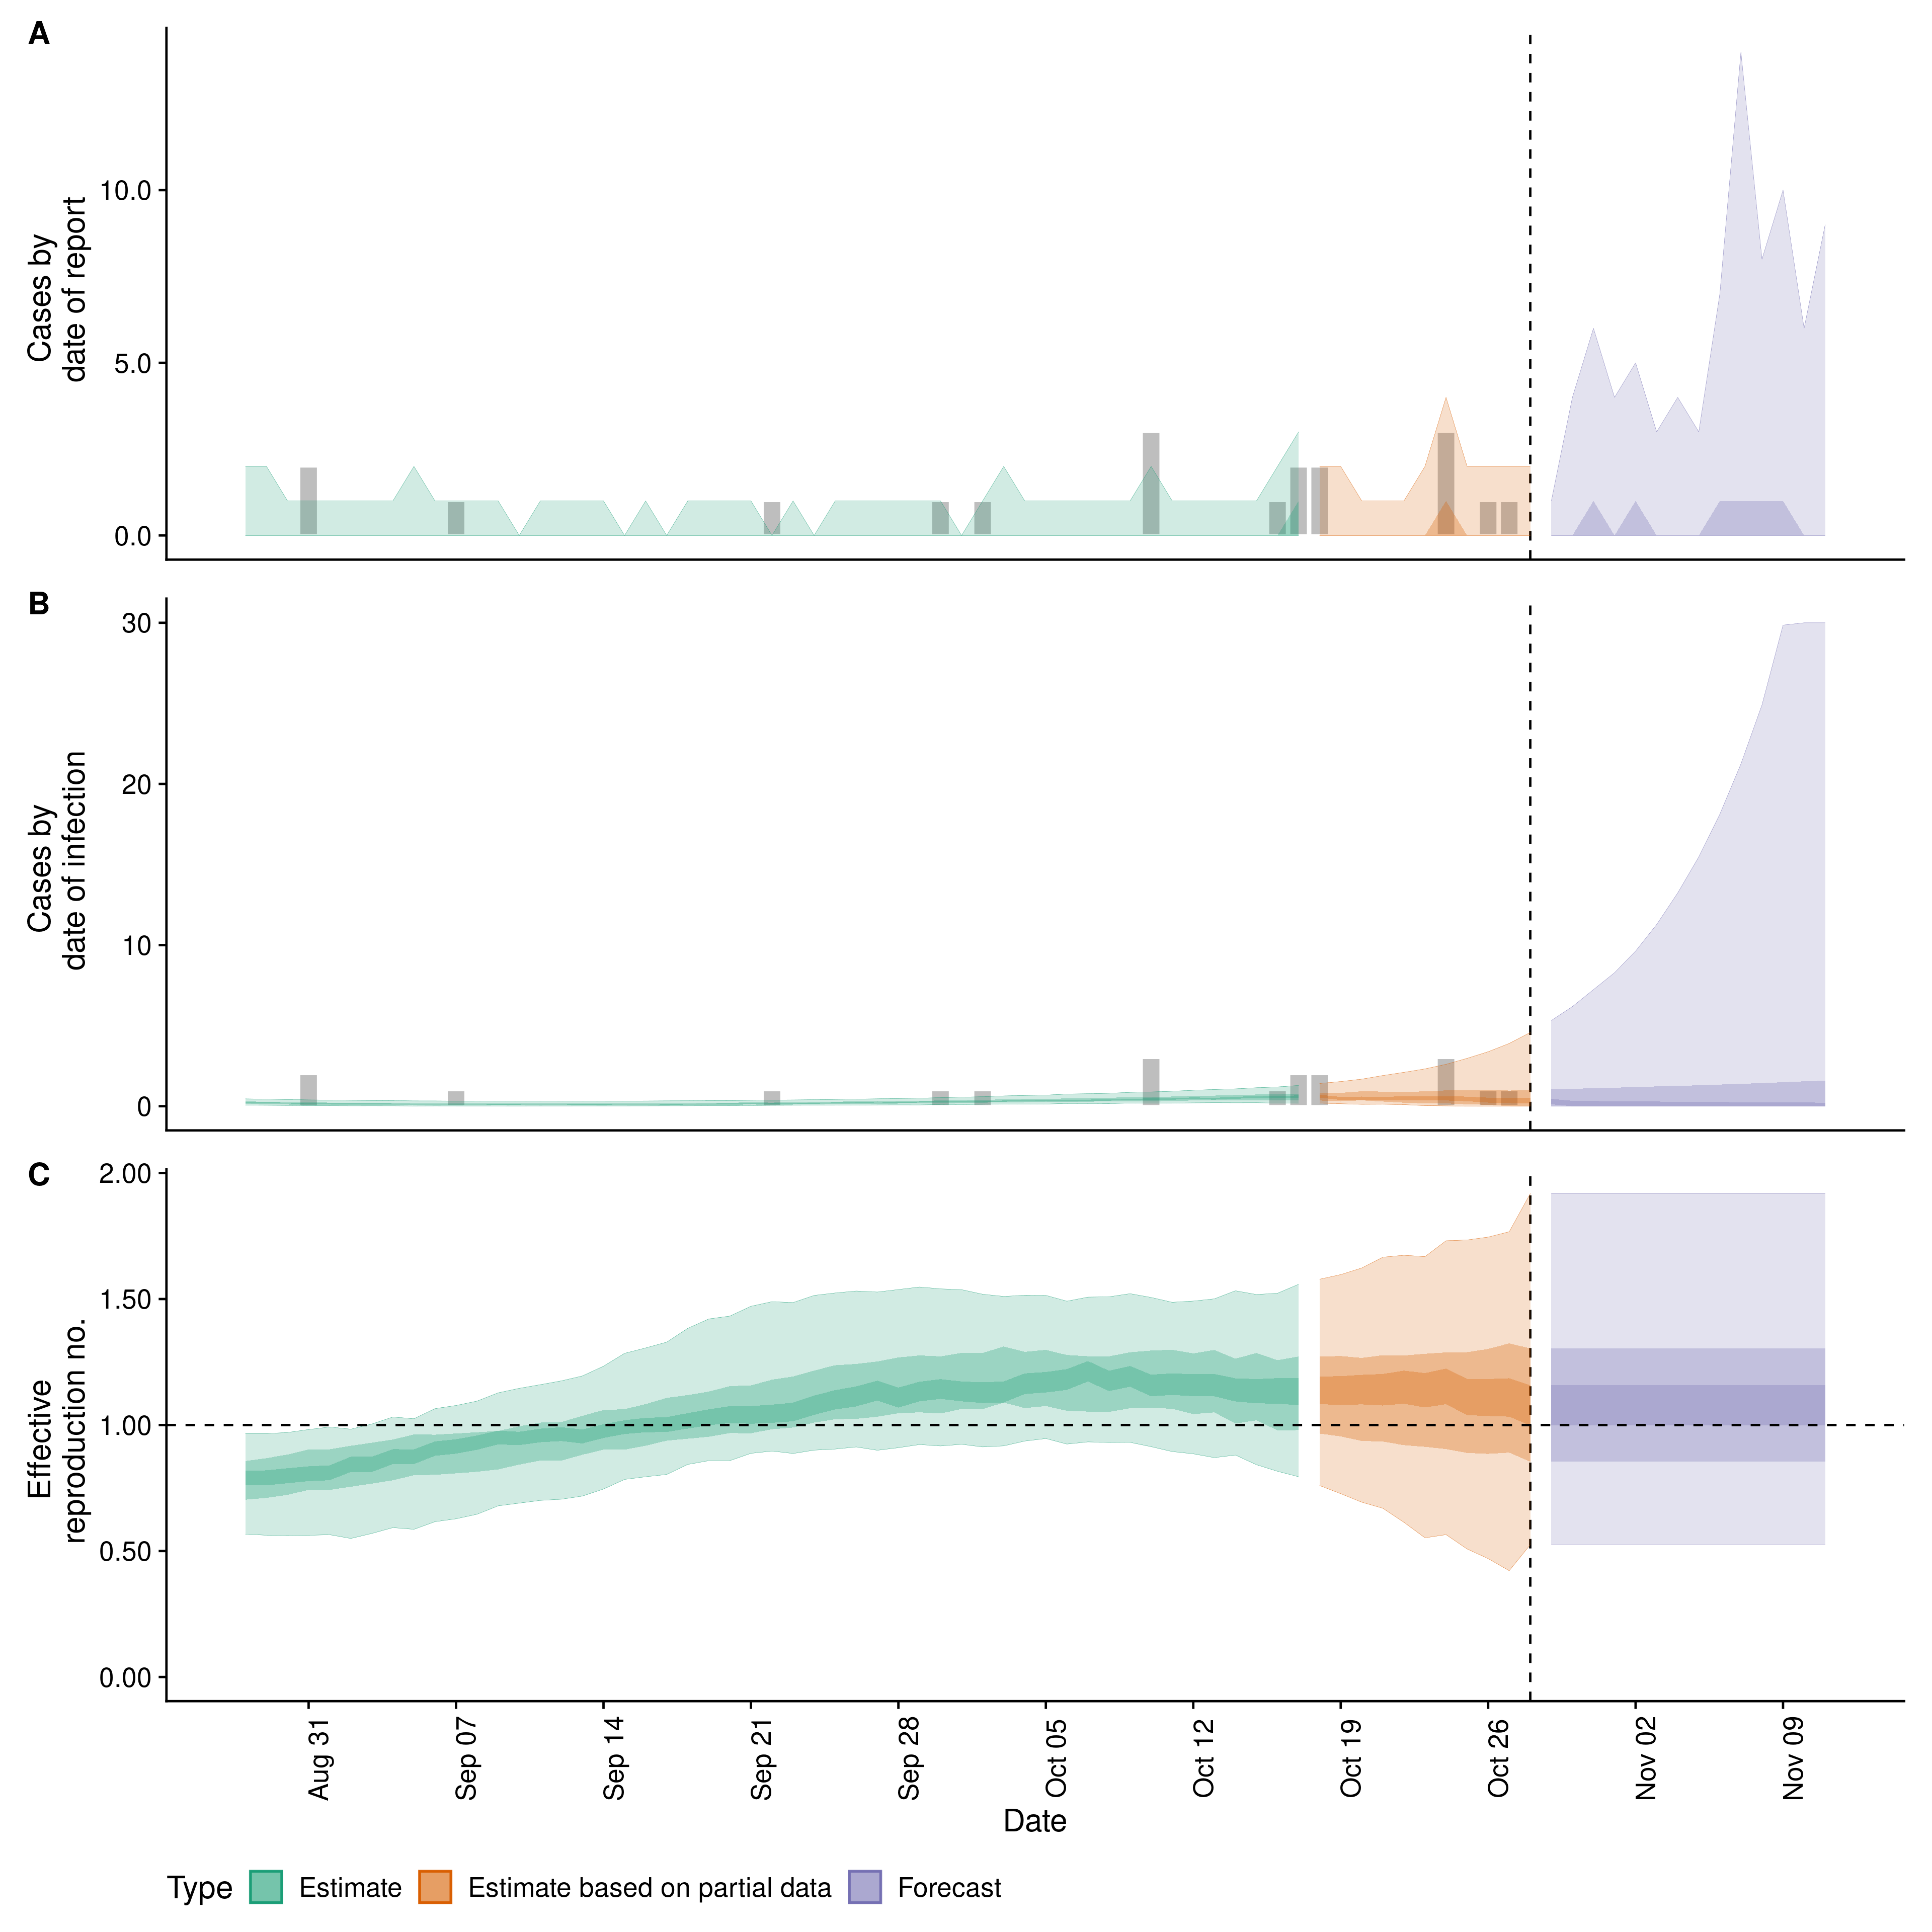 A
Cases by
date of report
10.0
5.0
0.0
B
Cases by
date of infection
30
20
10
0
C
Effective
reproduction no.
2.00
1.50
1.00
0.50
0.00
Aug 31
Sep 07
Sep 14
Sep 21
Sep 28
Oct 05
Oct 12
Oct 19
Oct 26
Nov 02
Nov 09
Date
Type Estimate Estimate based on partial data Forecast